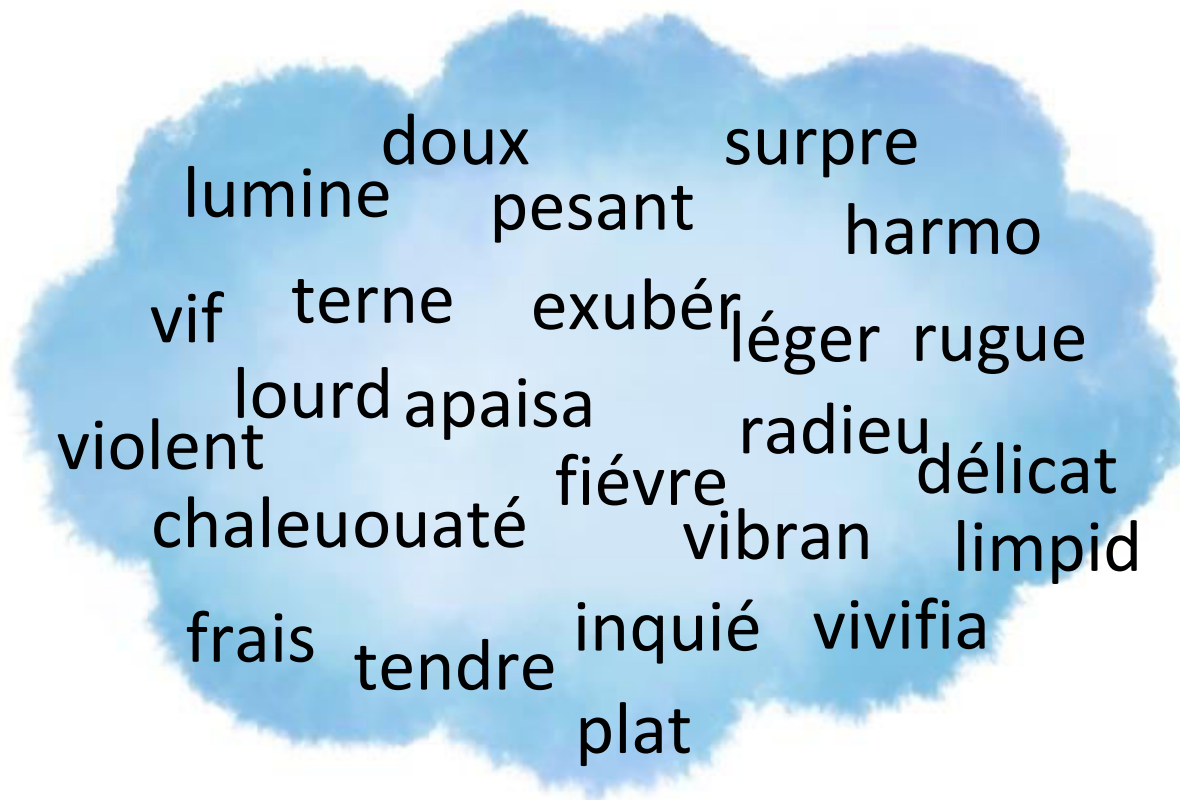 doux
surpre
lumine
pesant
harmo
terne
exubér
vif
léger
rugue
lourd
apaisa
radieu
violent
délicat
fiévre
chaleuouaté
vibran
limpid
inquié
vivifia
frais
tendre
plat